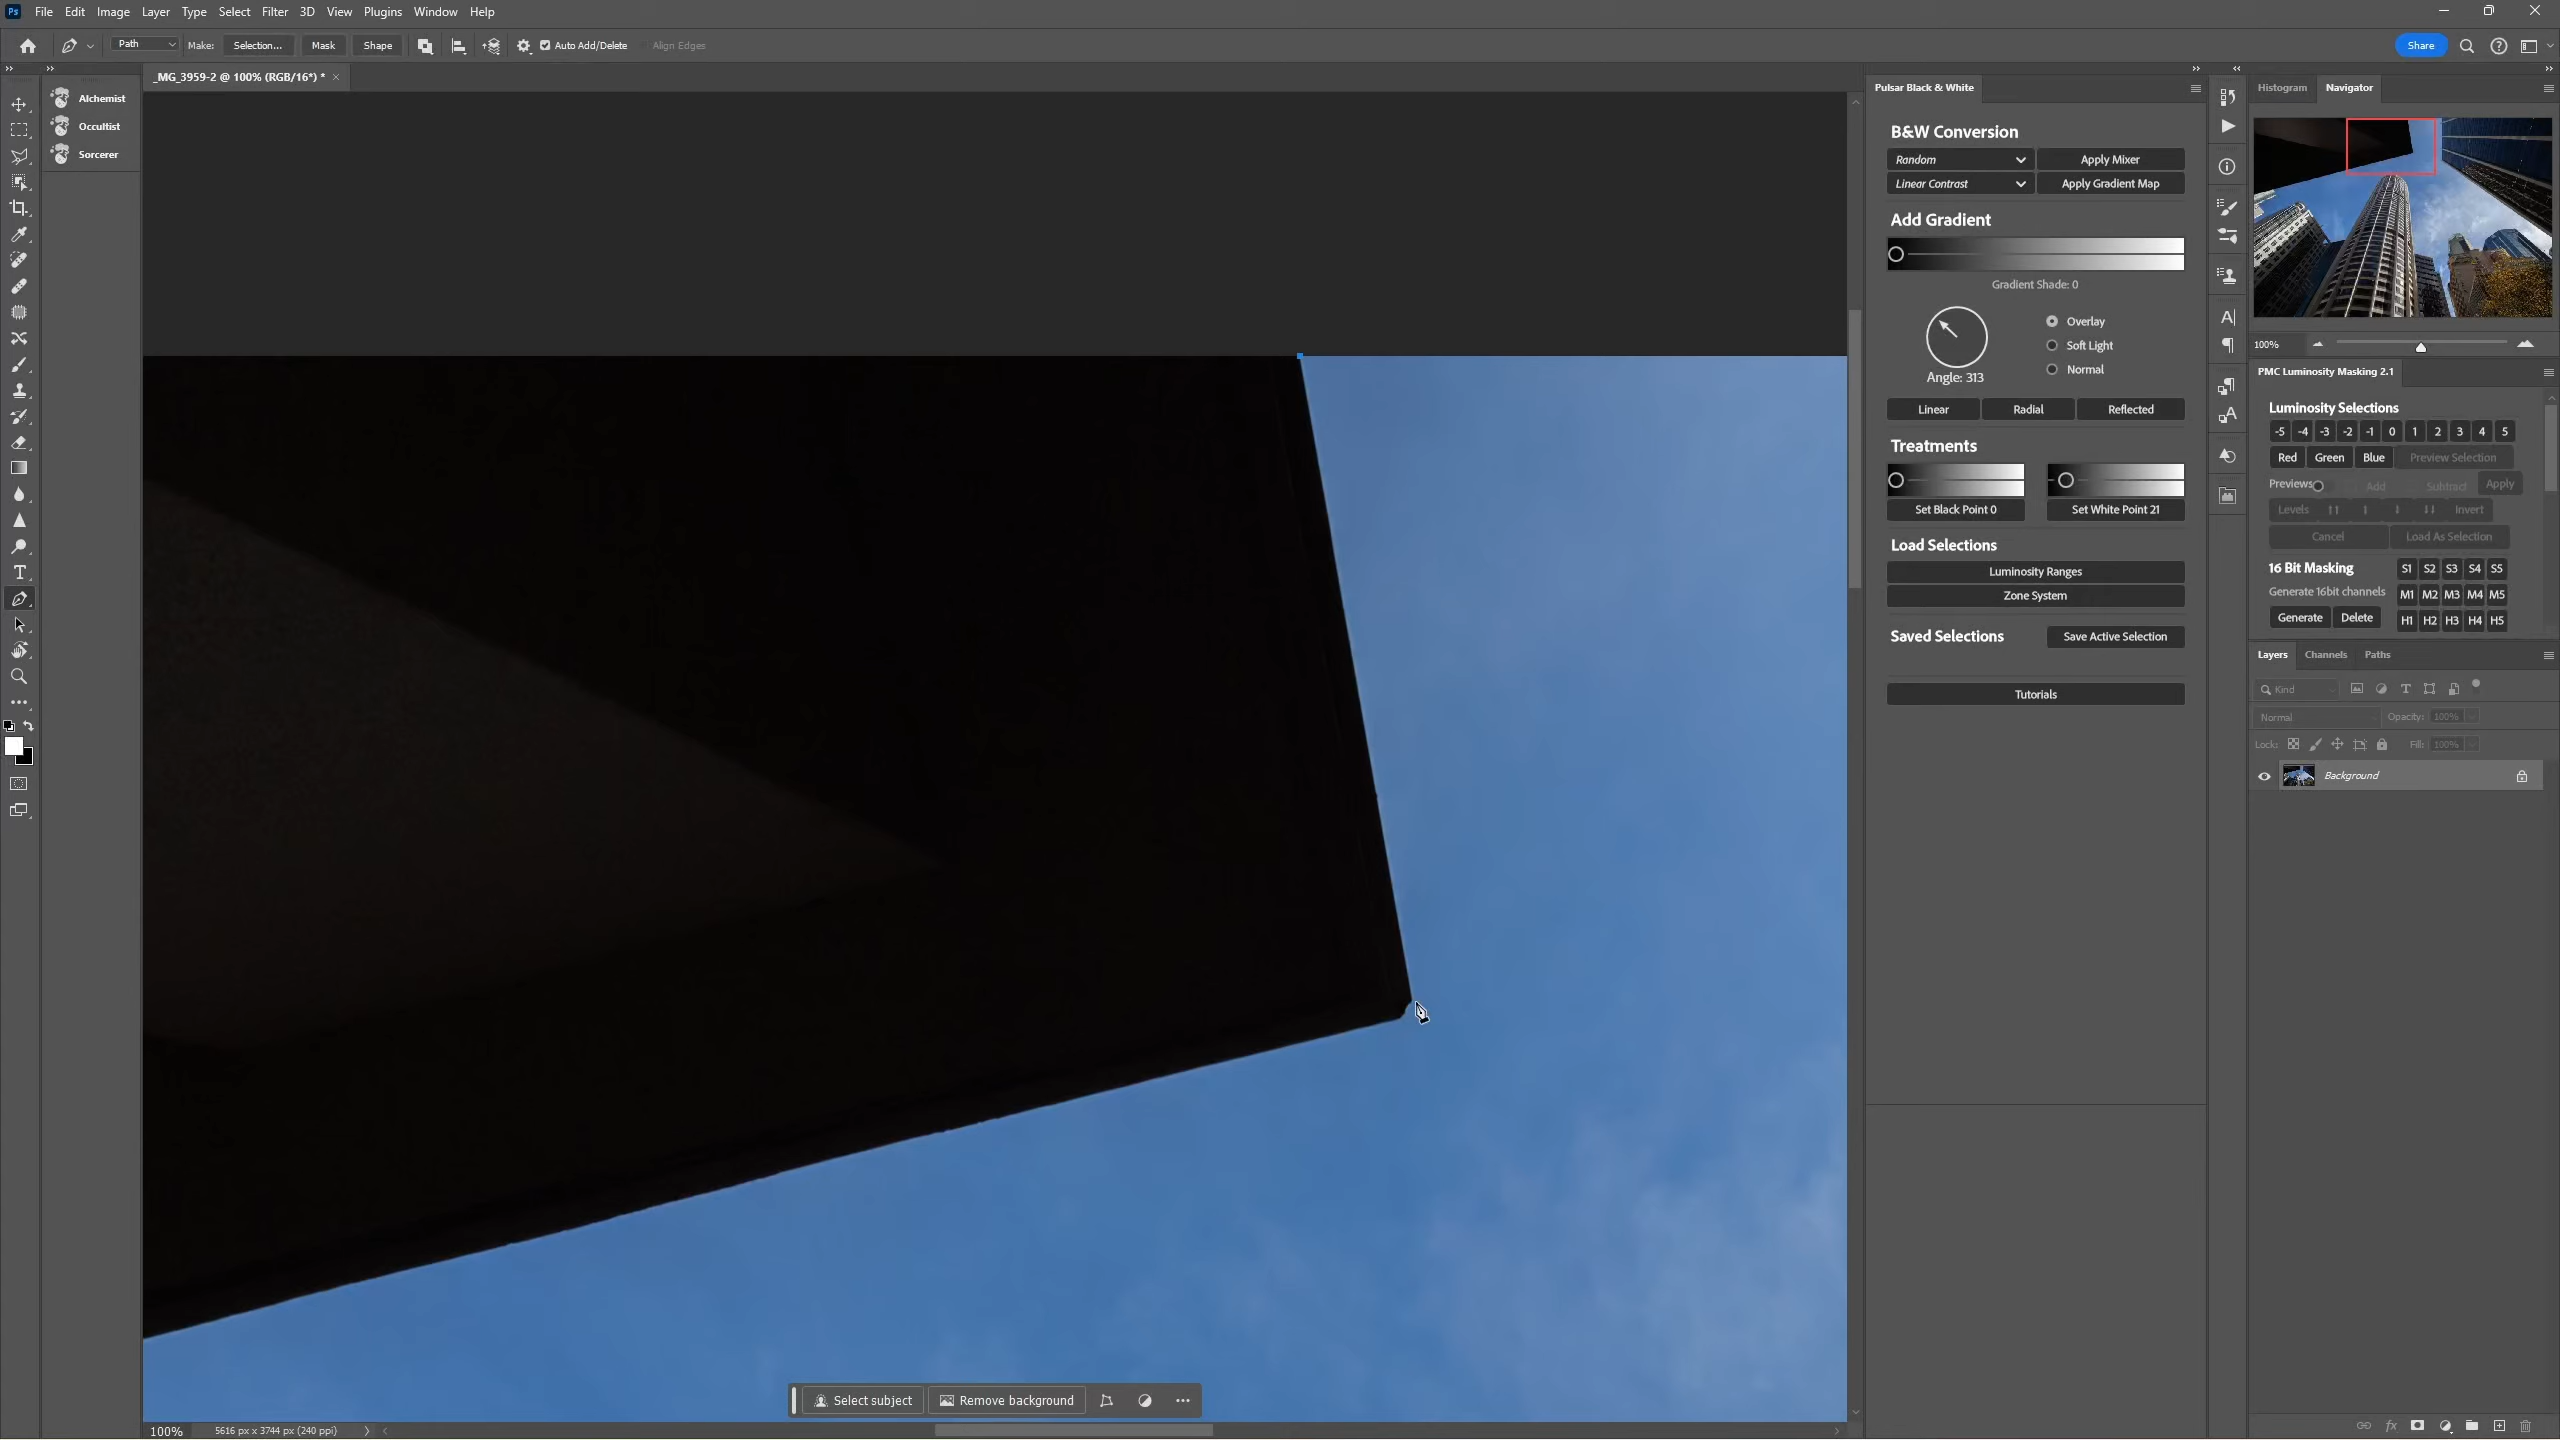 Ps File Edit Image Layer Type Select Filter 3D View Plugins Window Help
Path Make: Selection... Mask Shape Auto Add/Delete Align Edges Share
_MG_3959-2 @ 100% (RGB/16*) *
Alchemist
Occultist
Sorcerer
Pulsar Black & White
B&W Conversion
Random Apply Mixer
Linear Contrast Apply Gradient Map
Add Gradient
Gradient Shade: 0
Overlay
Soft Light
Normal
Angle: 313
Linear Radial Reflected
Treatments
Set Black Point 0 Set White Point 21
Load Selections
Luminosity Ranges
Zone System
Saved Selections Save Active Selection
Tutorials
Histogram Navigator
100%
PMC Luminosity Masking 2.1
Luminosity Selections
-5 -4 -3 -2 -1 0 1 2 3 4 5
Red Green Blue Preview Selection
Previews Add Subtract Apply
Levels Invert
Cancel Load As Selection
16 Bit Masking S1 S2 S3 S4 S5
Generate 16bit channels M1 M2 M3 M4 M5
Generate Delete H1 H2 H3 H4 H5
Layers Channels Paths
Kind
Normal Opacity: 100%
Lock: Fill: 100%
Background
Select subject Remove background
100% 5616 px x 3744 px (240 ppi)